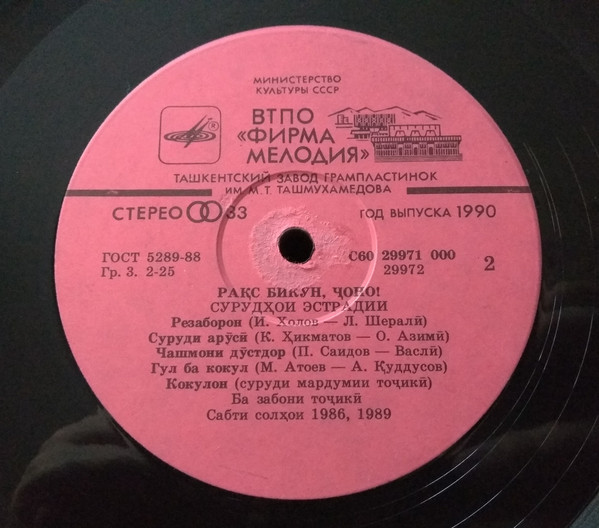 МИНИСТЕРСТВО
КУЛЬТУРЫ СССР
ВТПО
«ФИРМА
МЕЛОДИЯ»
®
ТАШКЕНТСКИЙ ЗАВОД ГРАМПЛАСТИНОК
ИМ М. Т. ТАШМУХАМЕДОВА
СТЕРЕО 33
ГОД ВЫПУСКА 1990
ГОСТ 5289-88
Гр. 3. 2-25
С60 29971 000
29972
2
РАҚС БИКУН, ҶОНО!
СУРУДҲОИ ЭСТРАДИИ
Резаборон (И. Холов — Л. Шералӣ)
Суруди арӯсӣ (К. Ҳикматов — О. Азимӣ)
Чашмони дӯстдор (П. Саидов — Васлӣ)
Гул ба кокул (М. Атоев — А. Қуддусов)
Кокулон (суруди мардумии тоҷикӣ)
Ба забони тоҷикӣ
Сабти солҳои 1986, 1989